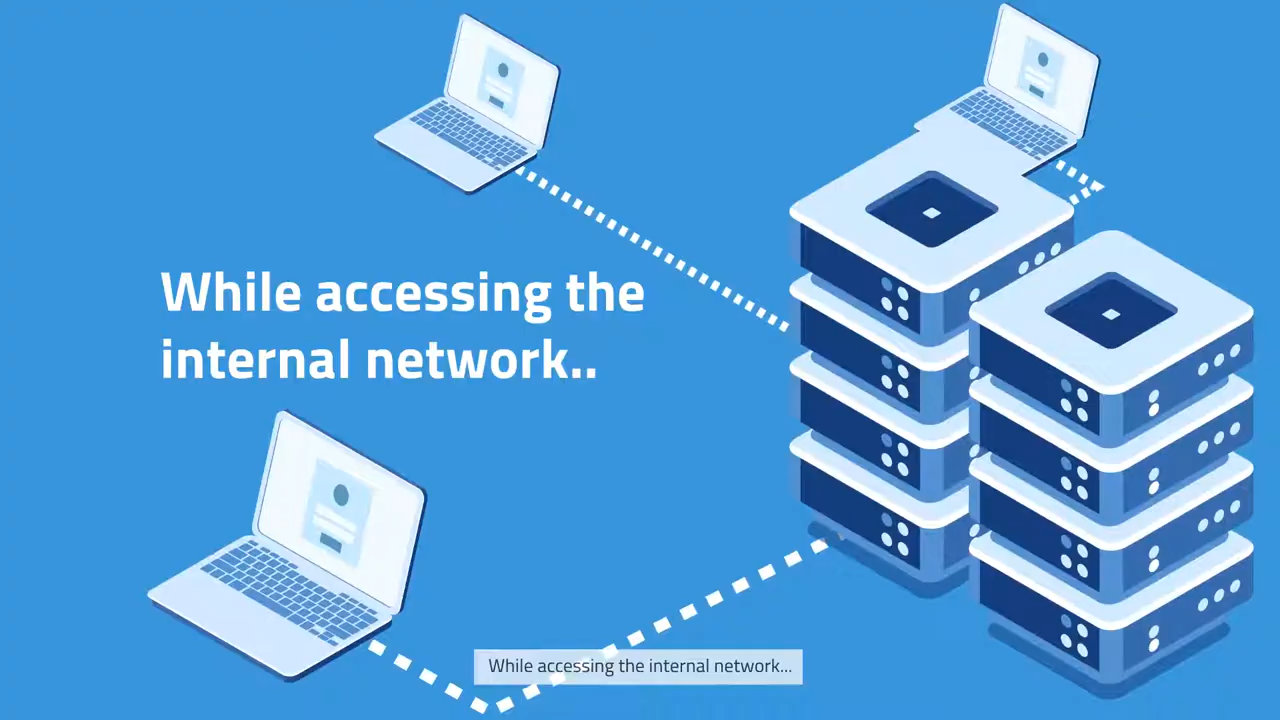 While accessing the
internal network..
While accessing the internal network...